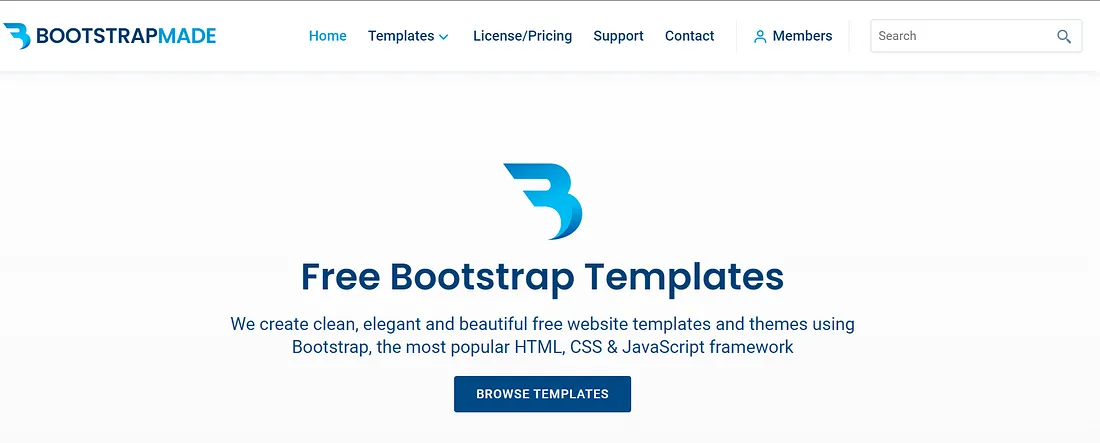 BOOTSTRAPMADE Home Templates License/Pricing Support Contact Members Search
Free Bootstrap Templates
We create clean, elegant and beautiful free website templates and themes using
Bootstrap, the most popular HTML, CSS & JavaScript framework
BROWSE TEMPLATES